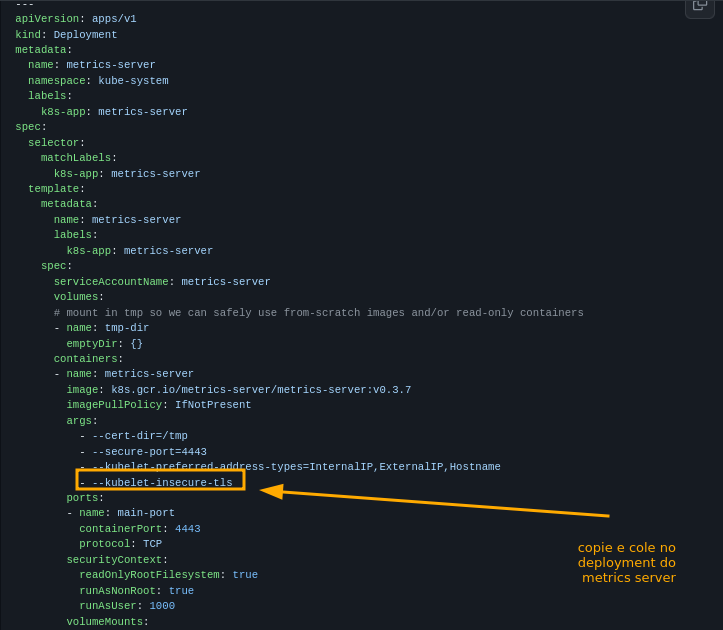 ---
apiVersion: apps/v1
kind: Deployment
metadata:
  name: metrics-server
  namespace: kube-system
  labels:
    k8s-app: metrics-server
spec:
  selector:
    matchLabels:
      k8s-app: metrics-server
  template:
    metadata:
      name: metrics-server
      labels:
        k8s-app: metrics-server
    spec:
      serviceAccountName: metrics-server
      volumes:
      # mount in tmp so we can safely use from-scratch images and/or read-only containers
      - name: tmp-dir
        emptyDir: {}
      containers:
      - name: metrics-server
        image: k8s.gcr.io/metrics-server/metrics-server:v0.3.7
        imagePullPolicy: IfNotPresent
        args:
          - --cert-dir=/tmp
          - --secure-port=4443
          - --kubelet-preferred-address-types=InternalIP,ExternalIP,Hostname
          - --kubelet-insecure-tls
        ports:
        - name: main-port
          containerPort: 4443
          protocol: TCP
        securityContext:
          readOnlyRootFilesystem: true
          runAsNonRoot: true
          runAsUser: 1000
        volumeMounts:
copie e cole no
deployment do
metrics server